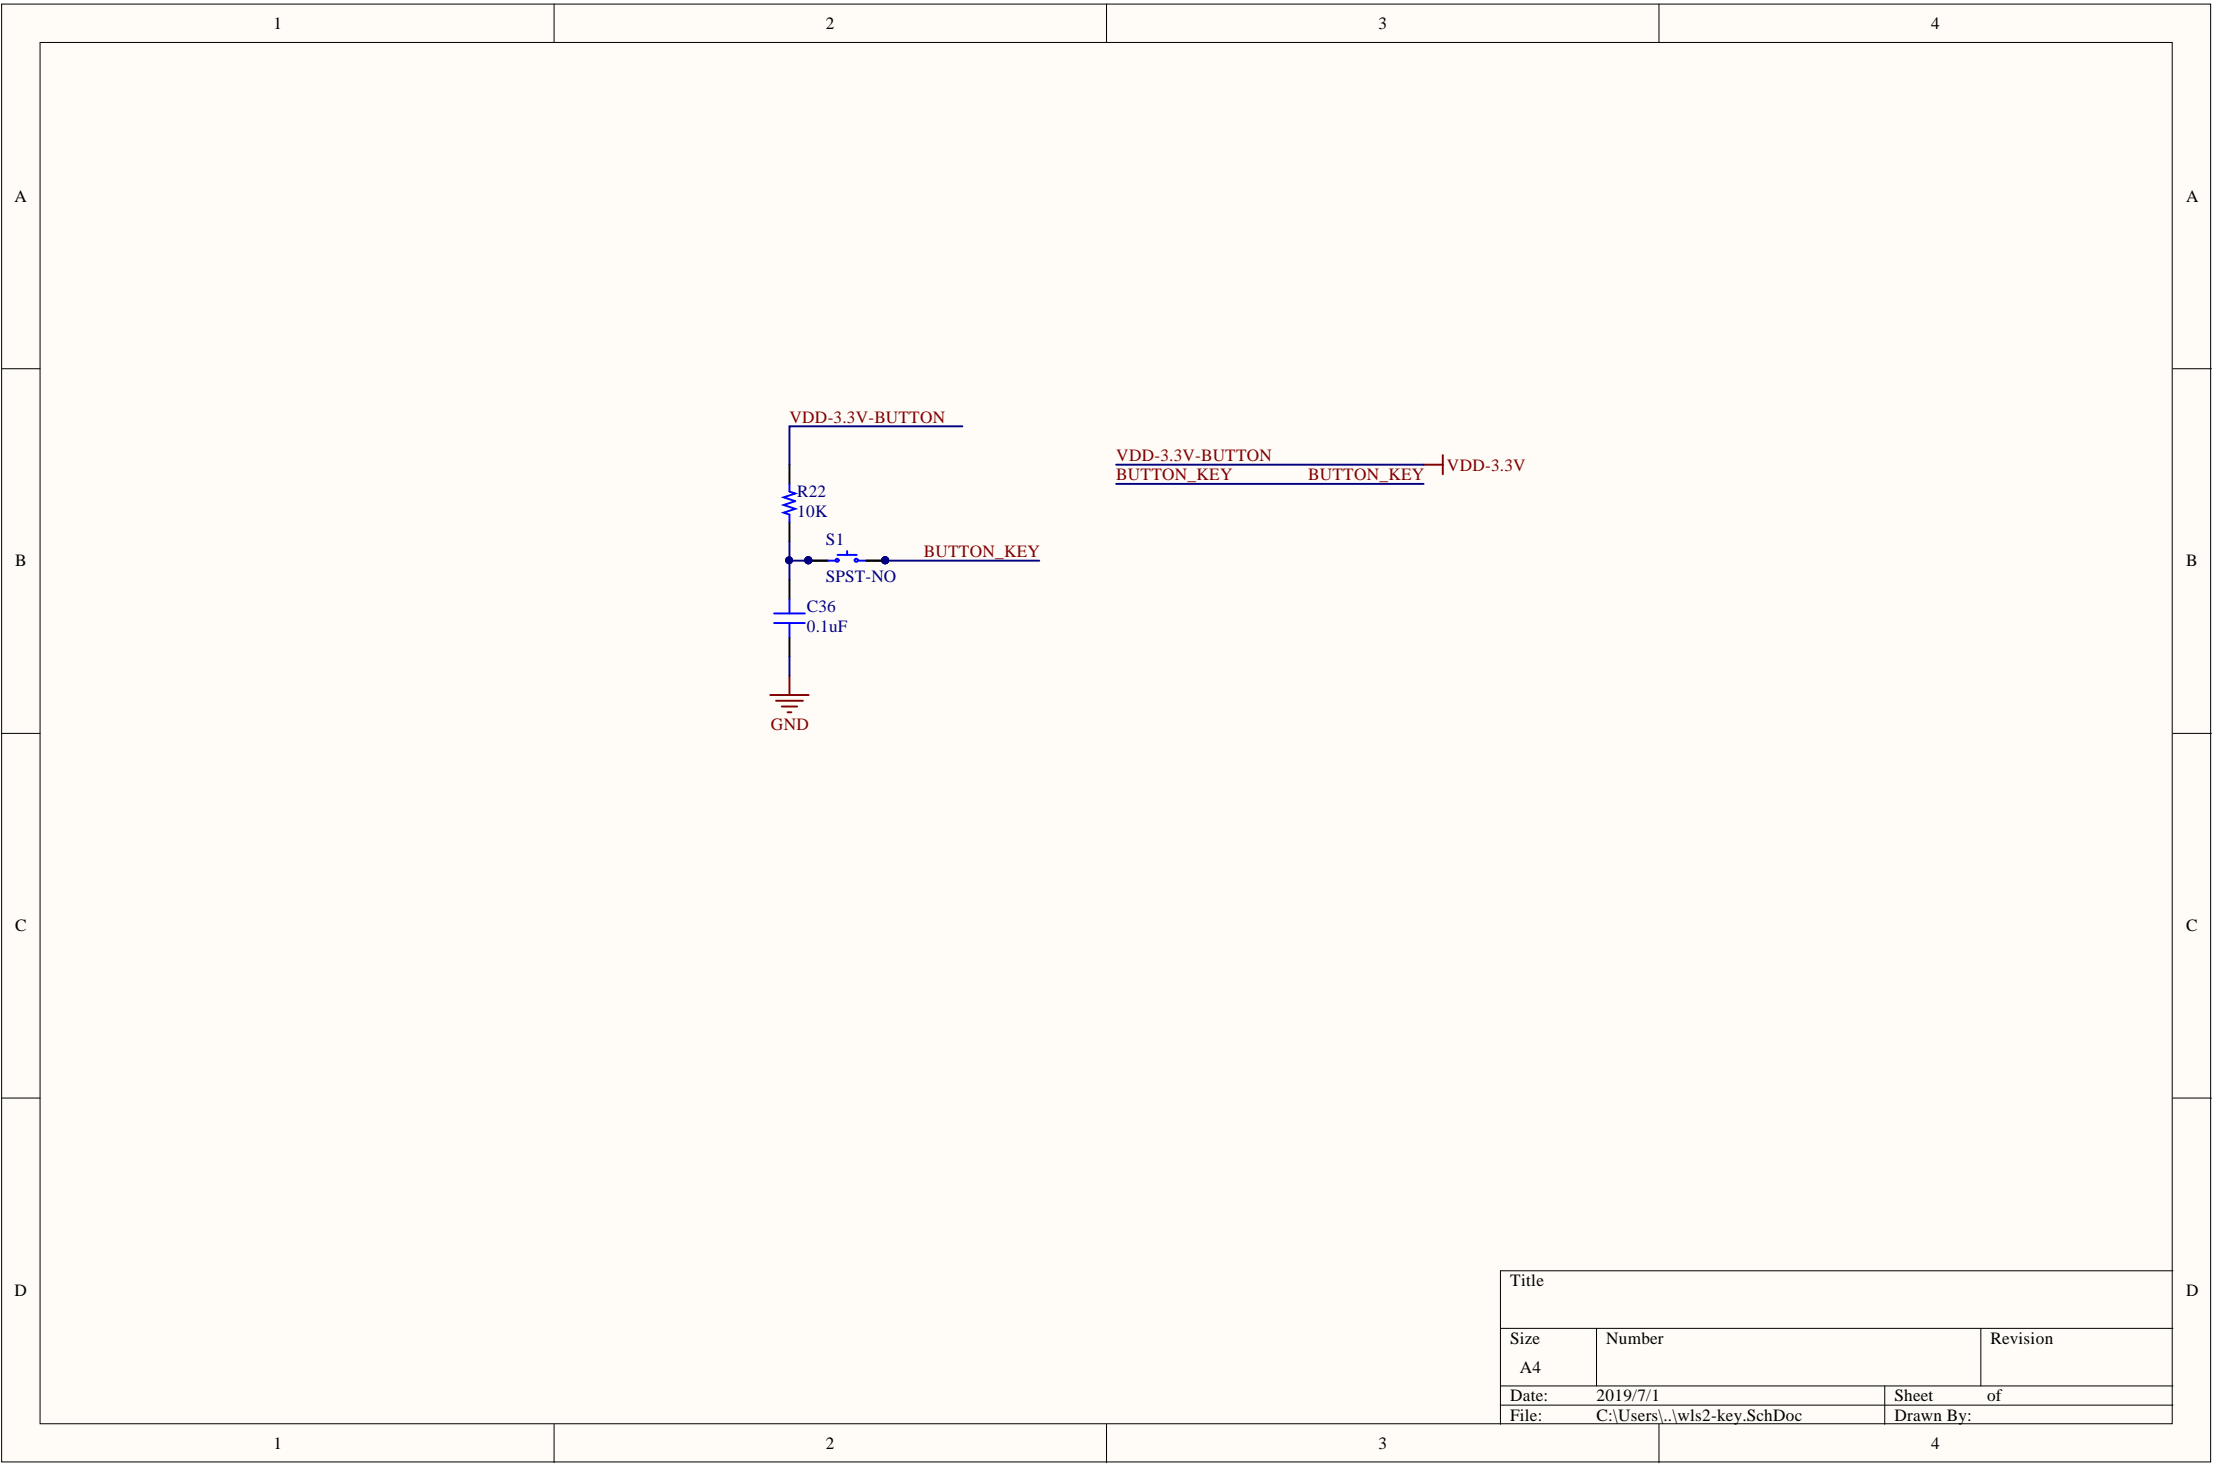 1 2 3 4
A A
VDD-3.3V-BUTTON
VDD-3.3V-BUTTON VDD-3.3V
BUTTON_KEY BUTTON_KEY
R22
10K
S1
BUTTON_KEY
B B
SPST-NO
C36
0.1uF
GND
C C
Title
D D
Size Number Revision
A4
Date: 2019/7/1 Sheet of
File: C:\Users\..\wls2-key.SchDoc Drawn By:
1 2 3 4